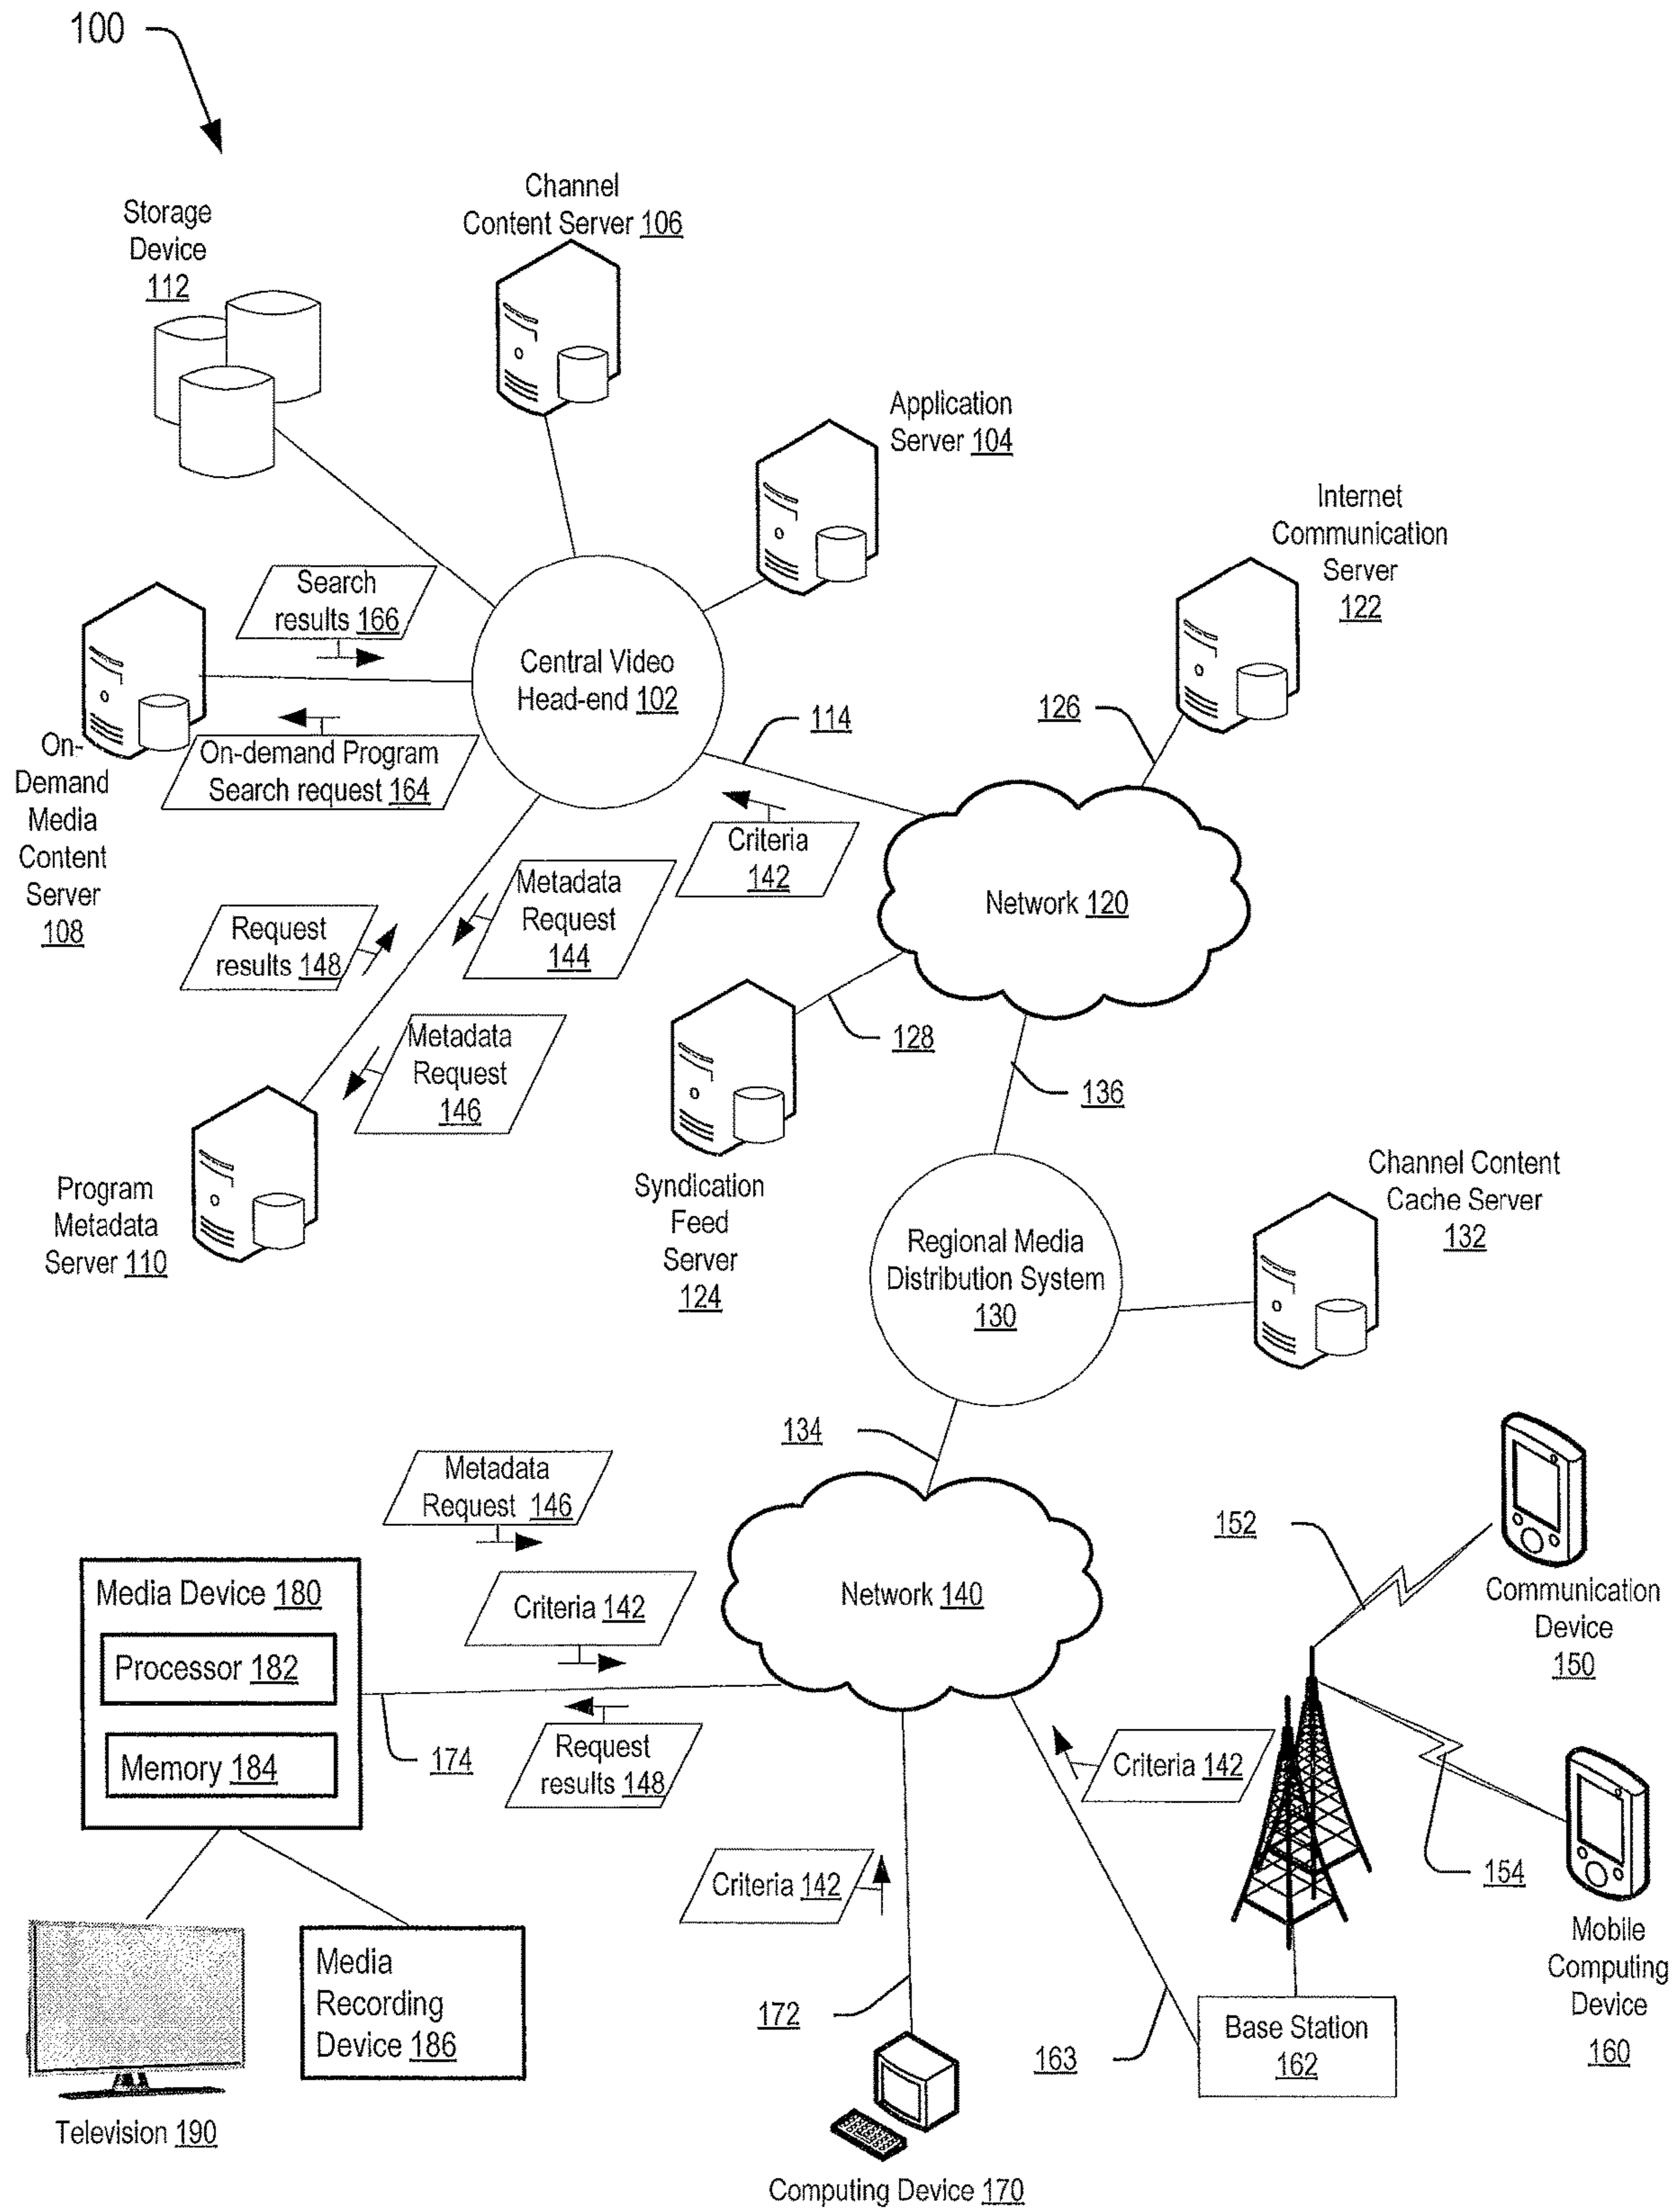 100
Storage
Device
112
Channel
Content Server 106
Application
Server 104
Internet
Communication
Server
122
Search
results 166
Central Video
Head-end 102
On-demand Program
Search request 164
On-
Demand
Media
Content
Server
108
114
126
Criteria
142
Metadata
Request
144
Request
results 148
Network 120
Metadata
Request
146
128
136
Program
Metadata
Server 110
Syndication
Feed
Server
124
Regional Media
Distribution System
130
Channel Content
Cache Server
132
134
Metadata
Request 146
152
Media Device 180
Processor 182
Memory 184
Criteria 142
Network 140
Communication
Device
150
174
Request
results 148
Criteria 142
154
Criteria 142
Media
Recording
Device 186
Television 190
172
163
Base Station
162
Mobile
Computing
Device
160
Computing Device 170